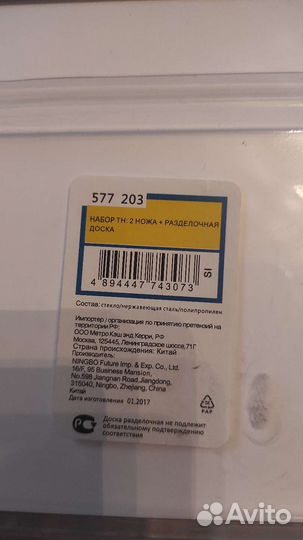 577 203
НАБОР TH: 2 НОЖА + РАЗДЕЛОЧНАЯ
ДОСКА
4 894447 743073
SI
Состав: стекло/нержавеющая сталь/полипропилен
Импортер / организация по принятию претензий на
территории РФ:
ООО Метро Кэш энд Керри, РФ
Москва, 125445, Ленинградское шоссе,71Г
Страна происхождения: Китай
Производитель:
NINGBO Future Imp. & Exp. Co., Ltd.
16/F, 95 Business Mansion,
No.598 Jiangnan Road,Jiangdong,
315040, Ningbo, Zhejiang, China
Китай
Дата изготовления 01.2017
PAP
Доска разделочная не подлежит
обязательному подтверждению
соответствия
Avito